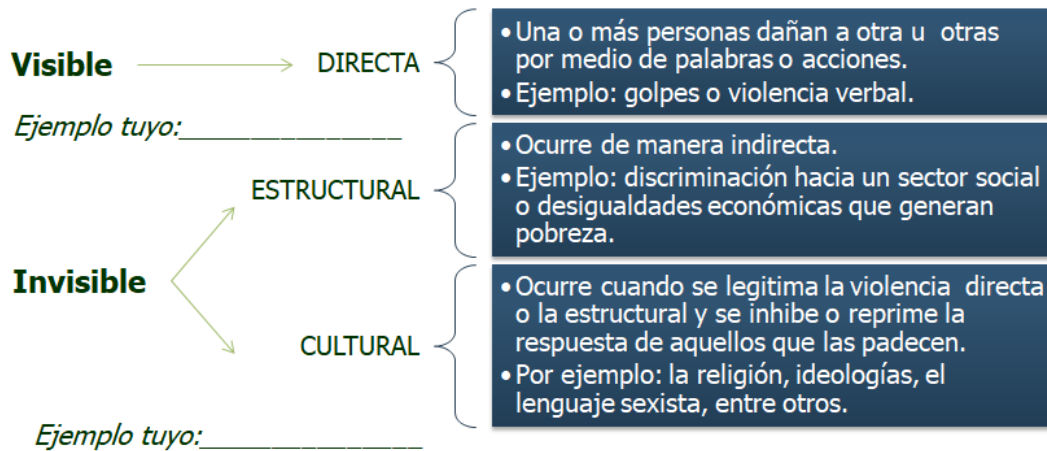 Visible
DIRECTA
• Una o más personas dañan a otra u otras
por medio de palabras o acciones.
• Ejemplo: golpes o violencia verbal.
Ejemplo tuyo:_______________
ESTRUCTURAL
• Ocurre de manera indirecta.
• Ejemplo: discriminación hacia un sector social
o desigualdades económicas que generan
pobreza.
Invisible
CULTURAL
• Ocurre cuando se legitima la violencia directa
o la estructural y se inhibe o reprime la
respuesta de aquellos que las padecen.
• Por ejemplo: la religión, ideologías, el
lenguaje sexista, entre otros.
Ejemplo tuyo:_______________